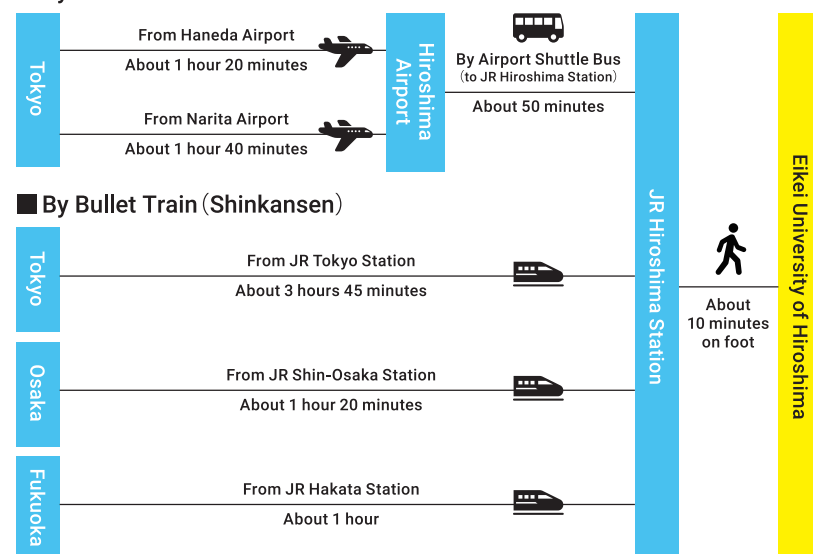 Tokyo
From Haneda Airport
About 1 hour 20 minutes
From Narita Airport
About 1 hour 40 minutes
Hiroshima
Airport
By Airport Shuttle Bus
(to JR Hiroshima Station)
About 50 minutes
■ By Bullet Train (Shinkansen)
Tokyo
From JR Tokyo Station
About 3 hours 45 minutes
Osaka
From JR Shin-Osaka Station
About 1 hour 20 minutes
Fukuoka
From JR Hakata Station
About 1 hour
JR Hiroshima Station
About
10 minutes
on foot
Eikei University of Hiroshima